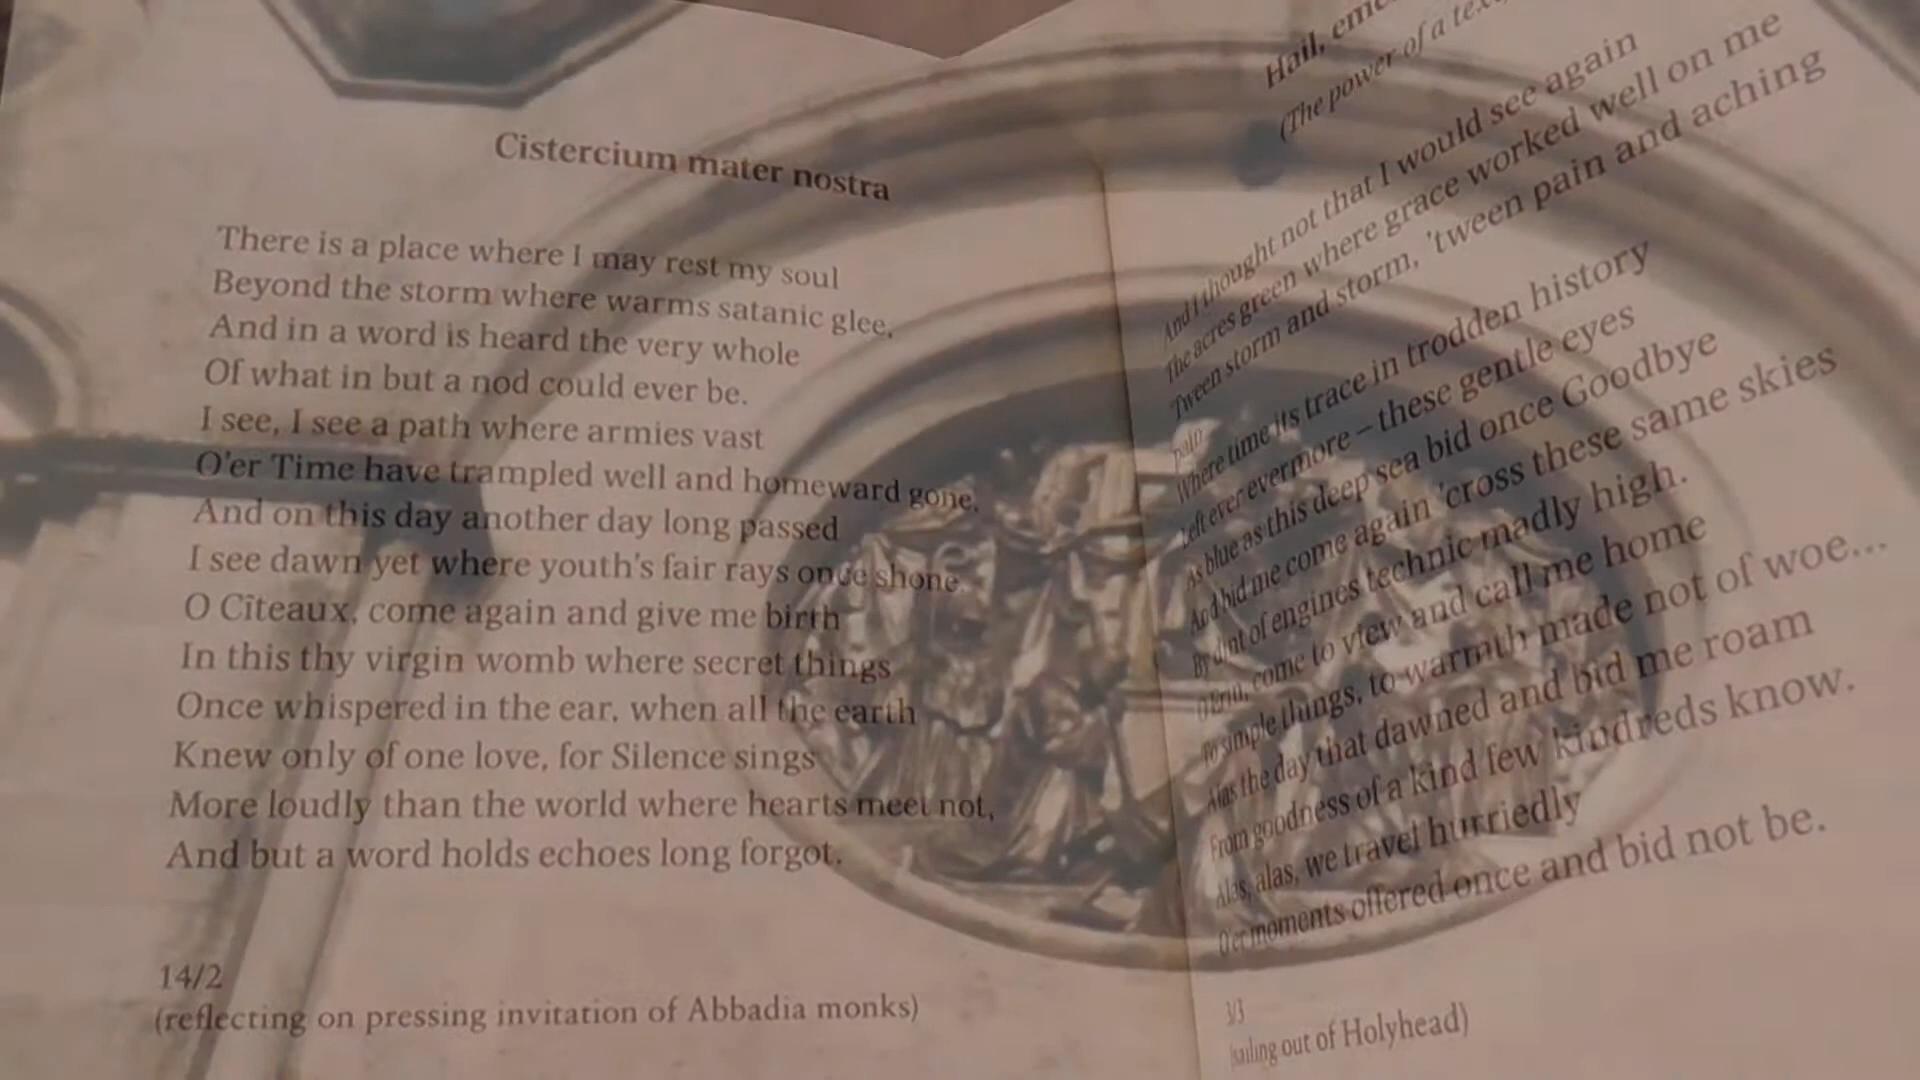 Cistercium mater nostra
There is a place where I may rest my soul
Beyond the storm where warms satanic glee,
And in a word is heard the very whole
Of what in but a nod could ever be.
I see, I see a path where armies vast
O'er Time have trampled well and homeward gone,
And on this day another day long passed
I see dawn yet where youth's fair rays once shone.
O Cîteaux, come again and give me birth
In this thy virgin womb where secret things
Once whispered in the ear, when all the earth
Knew only of one love, for Silence sings
More loudly than the world where hearts meet not,
And but a word holds echoes long forgot.
14/2
(reflecting on pressing invitation of Abbadia monks)
Hail,
(The power of a
And I thought not that I would see again
The acres green where grace worked well on me
'Tween storm and storm, 'tween pain and aching
pain
Where time its trace in trodden history
Left ever evermore – these gentle eyes
As blue as this deep sea bid once Goodbye
And bid me come again 'cross these same skies
By dint of engines technic madly high.
O Erin, come to view and call me home
To simple things, to warmth made not of woe...
Alas the day that dawned and bid me roam
From goodness of a kind few kindreds know.
Alas, alas, we travel hurriedly
O'er moments offered once and bid not be.
3/3
(sailing out of Holyhead)